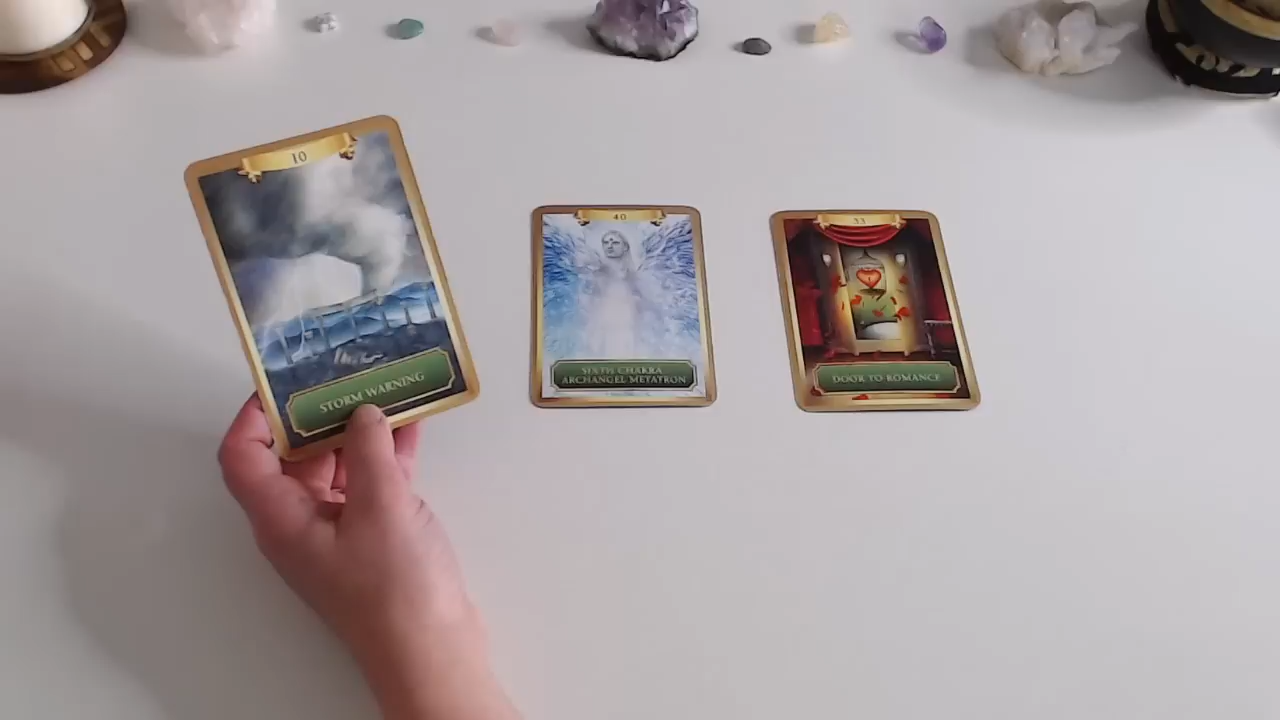 10
STORM WARNING
40
SIXTH CHAKRA
ARCHANGEL METATRON
33
DOOR TO ROMANCE